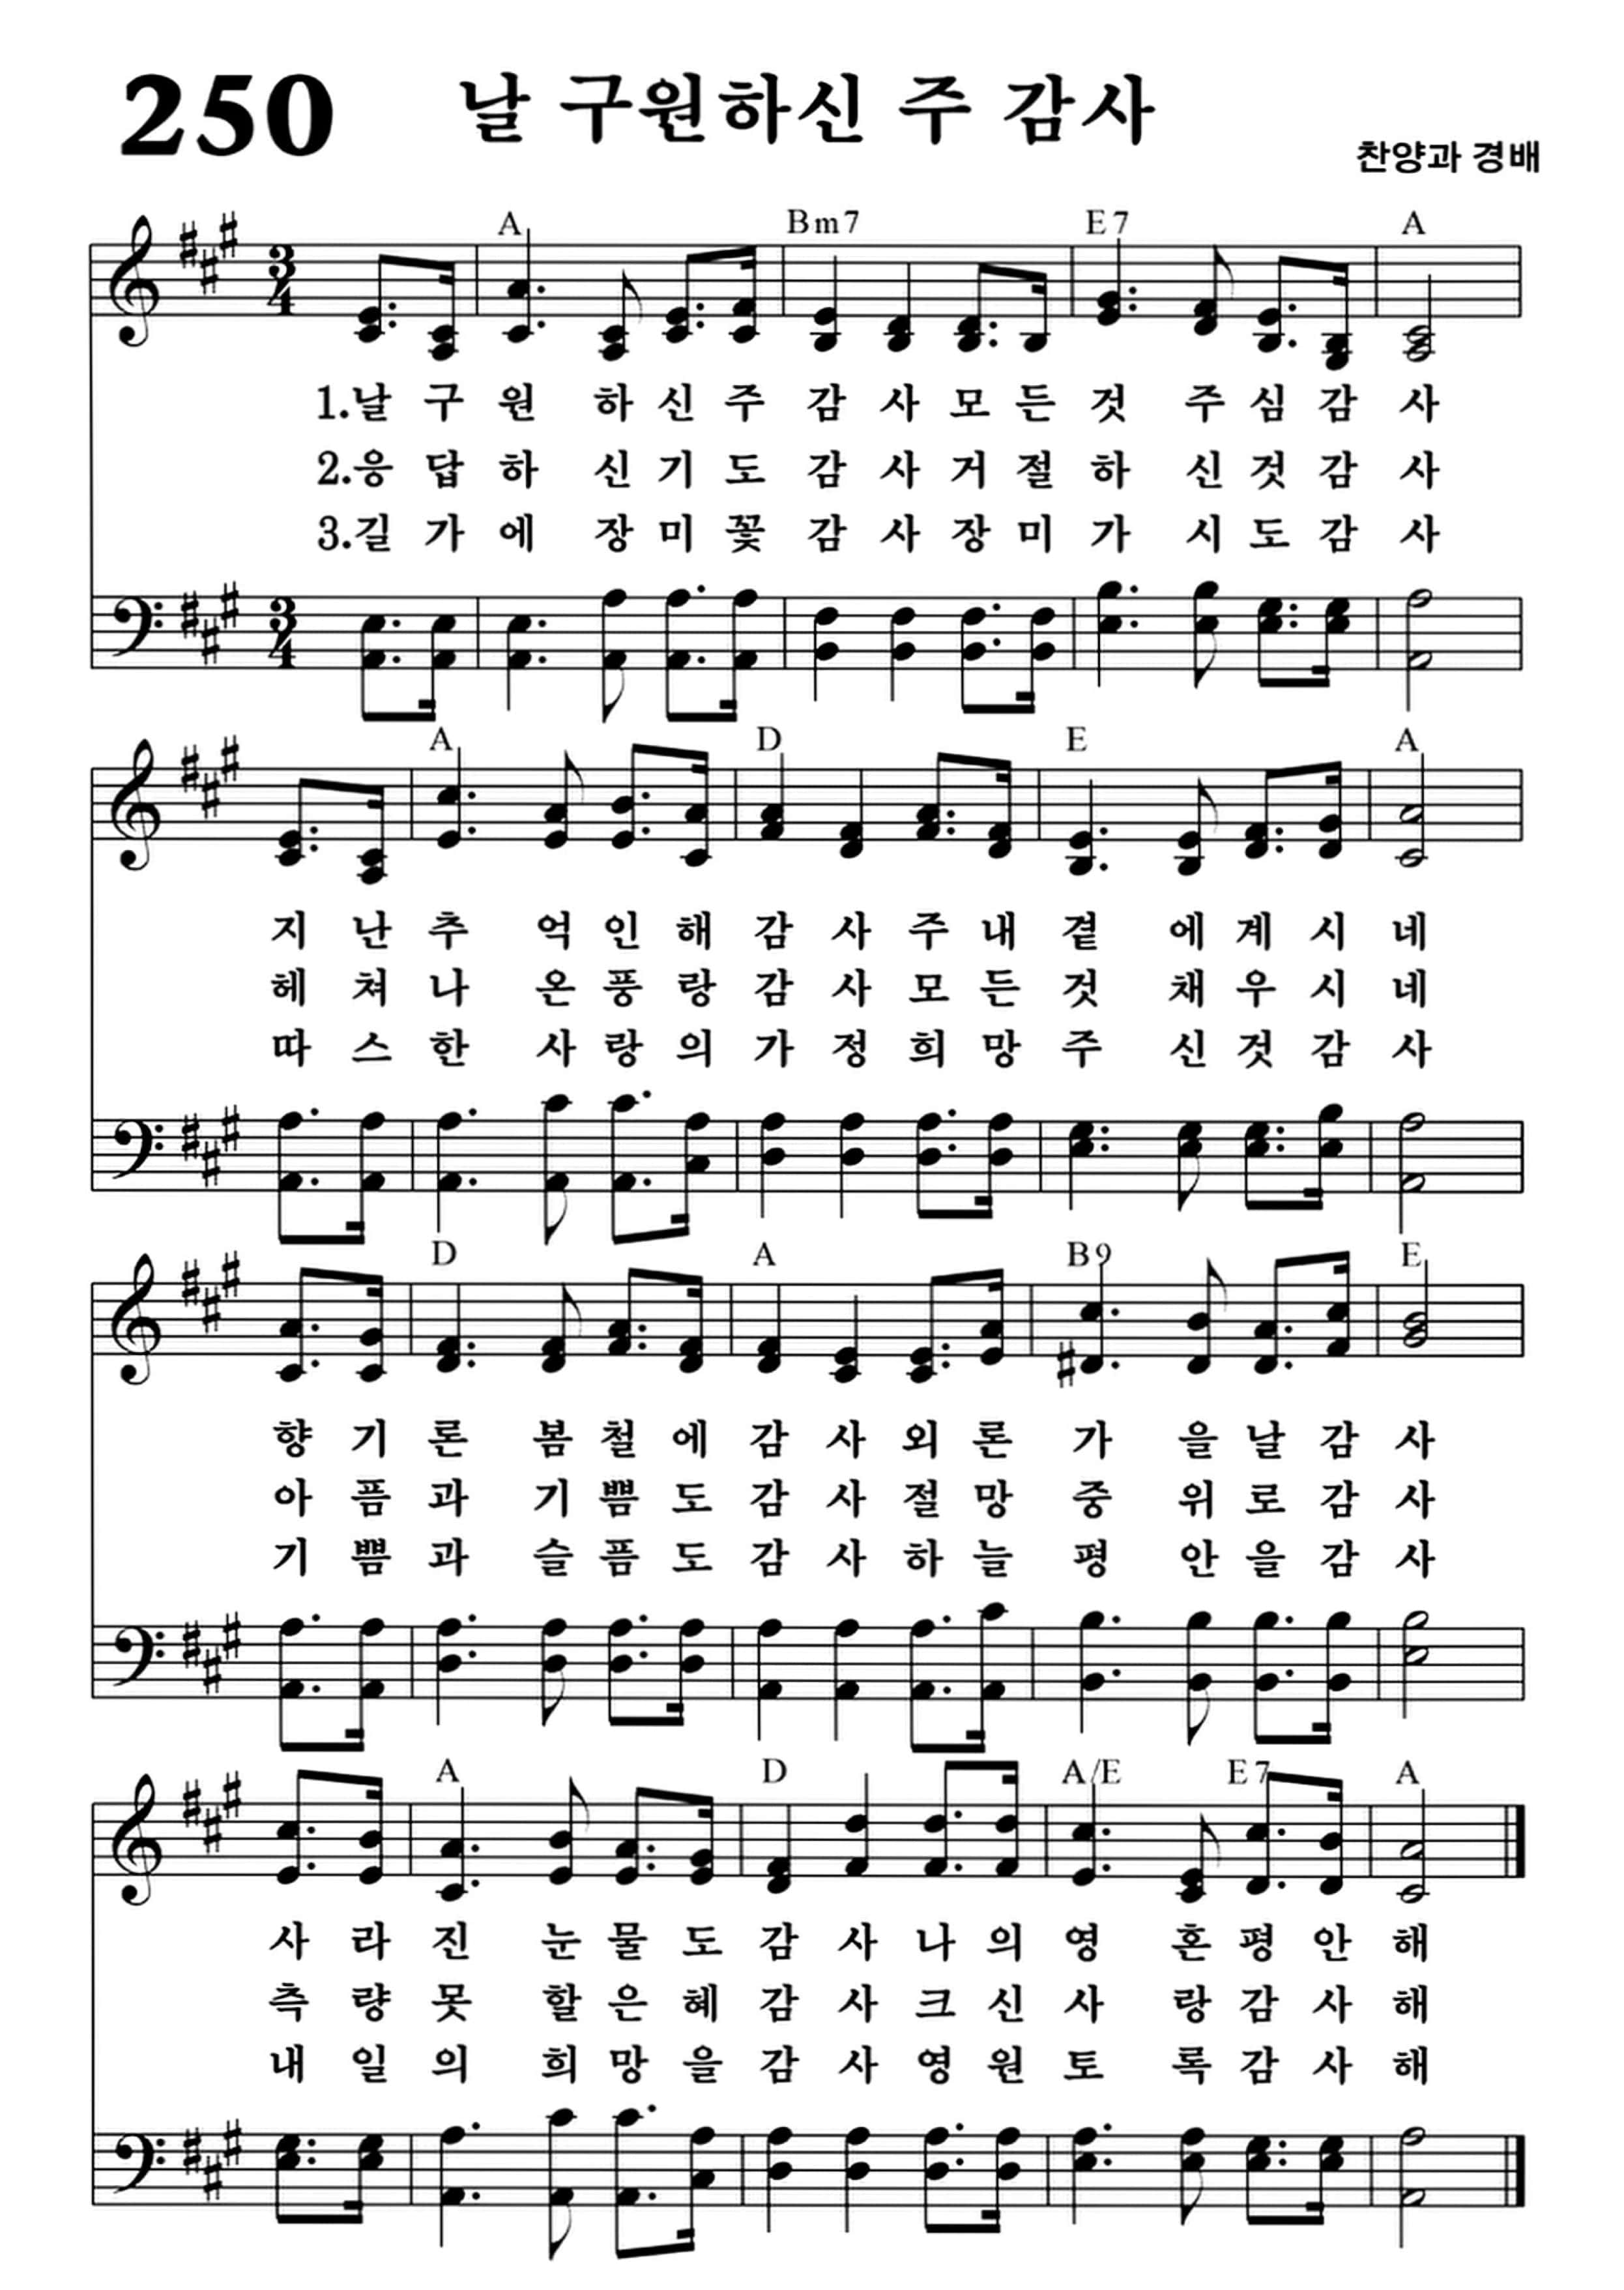 250 날 구원하신 주 감사
찬양과 경배
A Bm7 E7 A
1.날 구 원 하 신 주 감 사 모 든 것 주 심 감 사
2.응 답 하 신 기 도 감 사 거 절 하 신 것 감 사
3.길 가 에 장 미 꽃 감 사 장 미 가 시 도 감 사
A D E A
지 난 추 억 인 해 감 사 주 내 곁 에 계 시 네
헤 쳐 나 온 풍 랑 감 사 모 든 것 채 우 시 네
따 스 한 사 랑 의 가 정 희 망 주 신 것 감 사
D A B9 E
향 기 론 봄 철 에 감 사 외 론 가 을 날 감 사
아 픔 과 기 쁨 도 감 사 절 망 중 위 로 감 사
기 쁨 과 슬 픔 도 감 사 하 늘 평 안 을 감 사
A D A/E E7 A
사 라 진 눈 물 도 감 사 나 의 영 혼 평 안 해
측 량 못 할 은 혜 감 사 크 신 사 랑 감 사 해
내 일 의 희 망 을 감 사 영 원 토 록 감 사 해